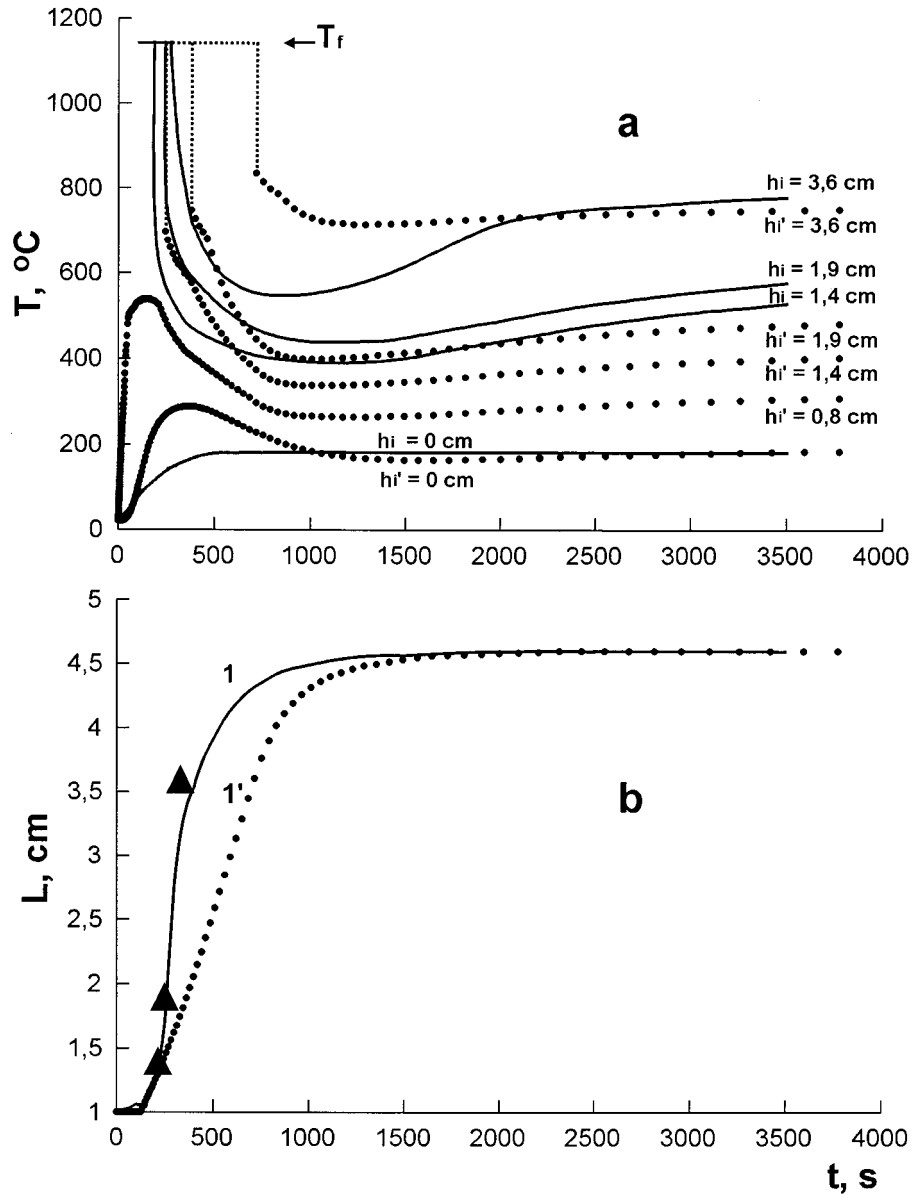 1200
Tf
1000
a
800
hi = 3,6 cm
hi' = 3,6 cm
T, ºC
600
hi = 1,9 cm
hi = 1,4 cm
hi' = 1,9 cm
400
hi' = 1,4 cm
hi' = 0,8 cm
200
hi = 0 cm
hi' = 0 cm
0
0 500 1000 1500 2000 2500 3000 3500 4000
5
4,5
1
4
3,5
1'
b
L, cm
3
2,5
2
1,5
1
0 500 1000 1500 2000 2500 3000 3500 4000
t, s